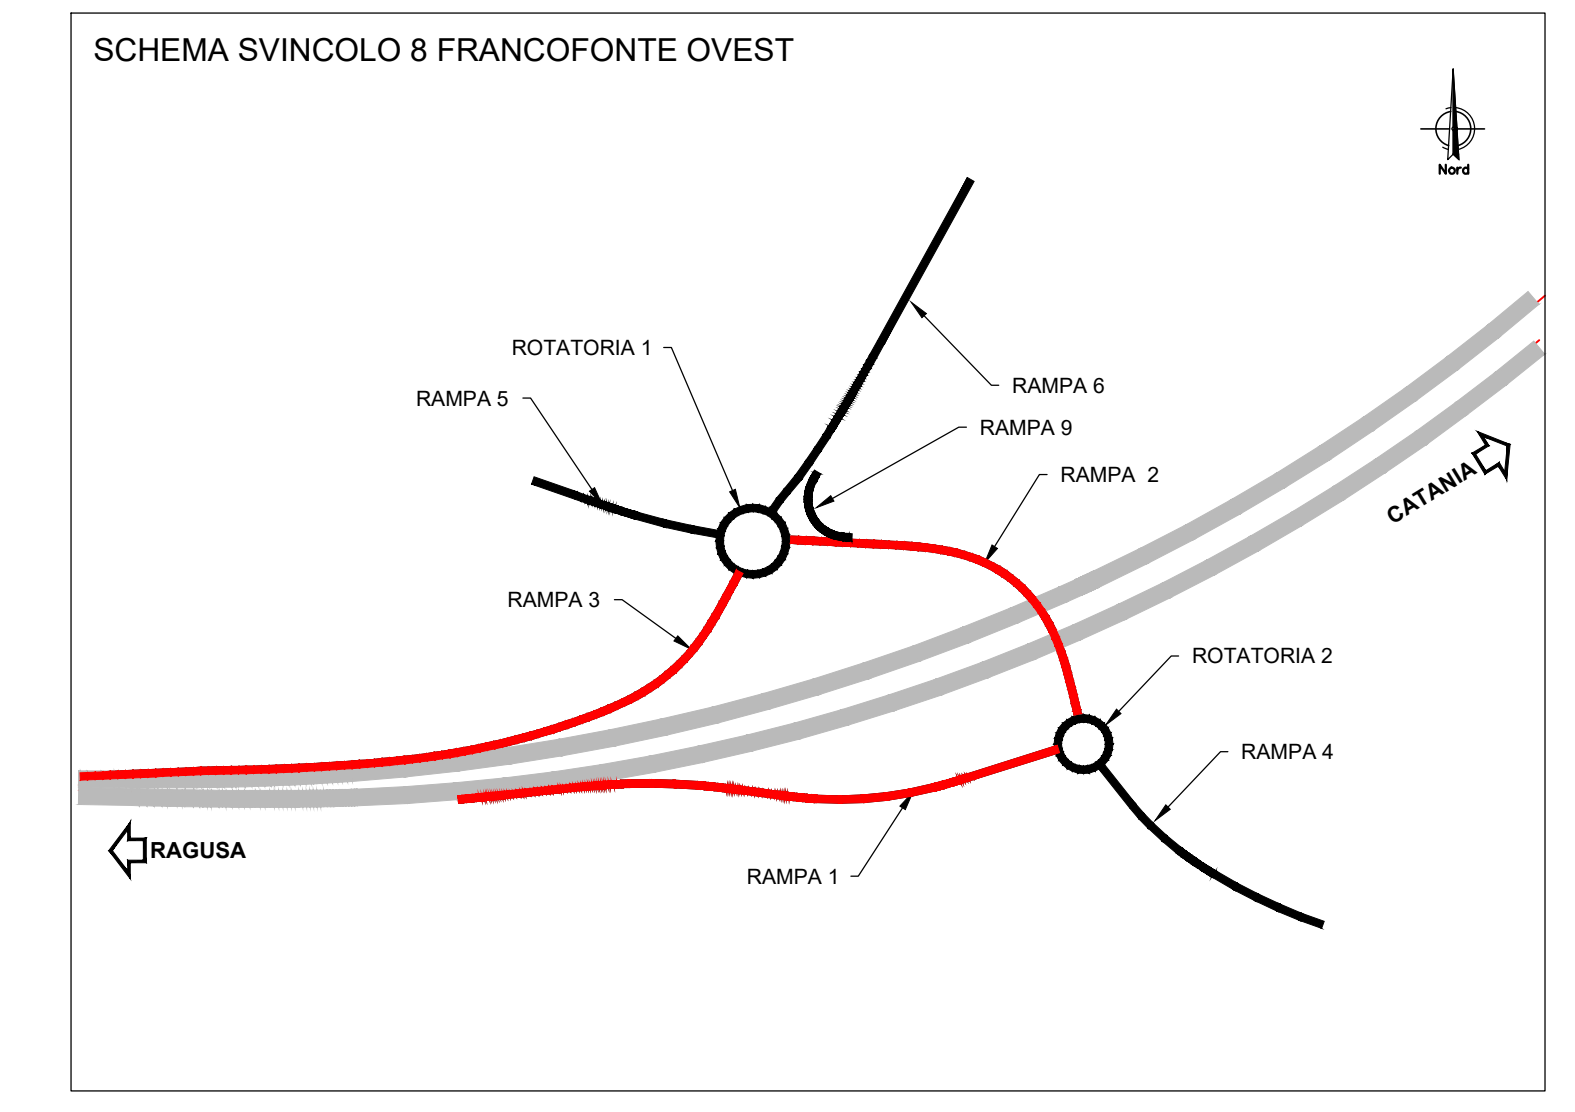 SCHEMA SVINCOLO 8 FRANCOFONTE OVEST
Nord
ROTATORIA 1
RAMPA 6
RAMPA 5
RAMPA 9
RAMPA 2
CATANIA
RAMPA 3
ROTATORIA 2
RAMPA 4
RAGUSA
RAMPA 1